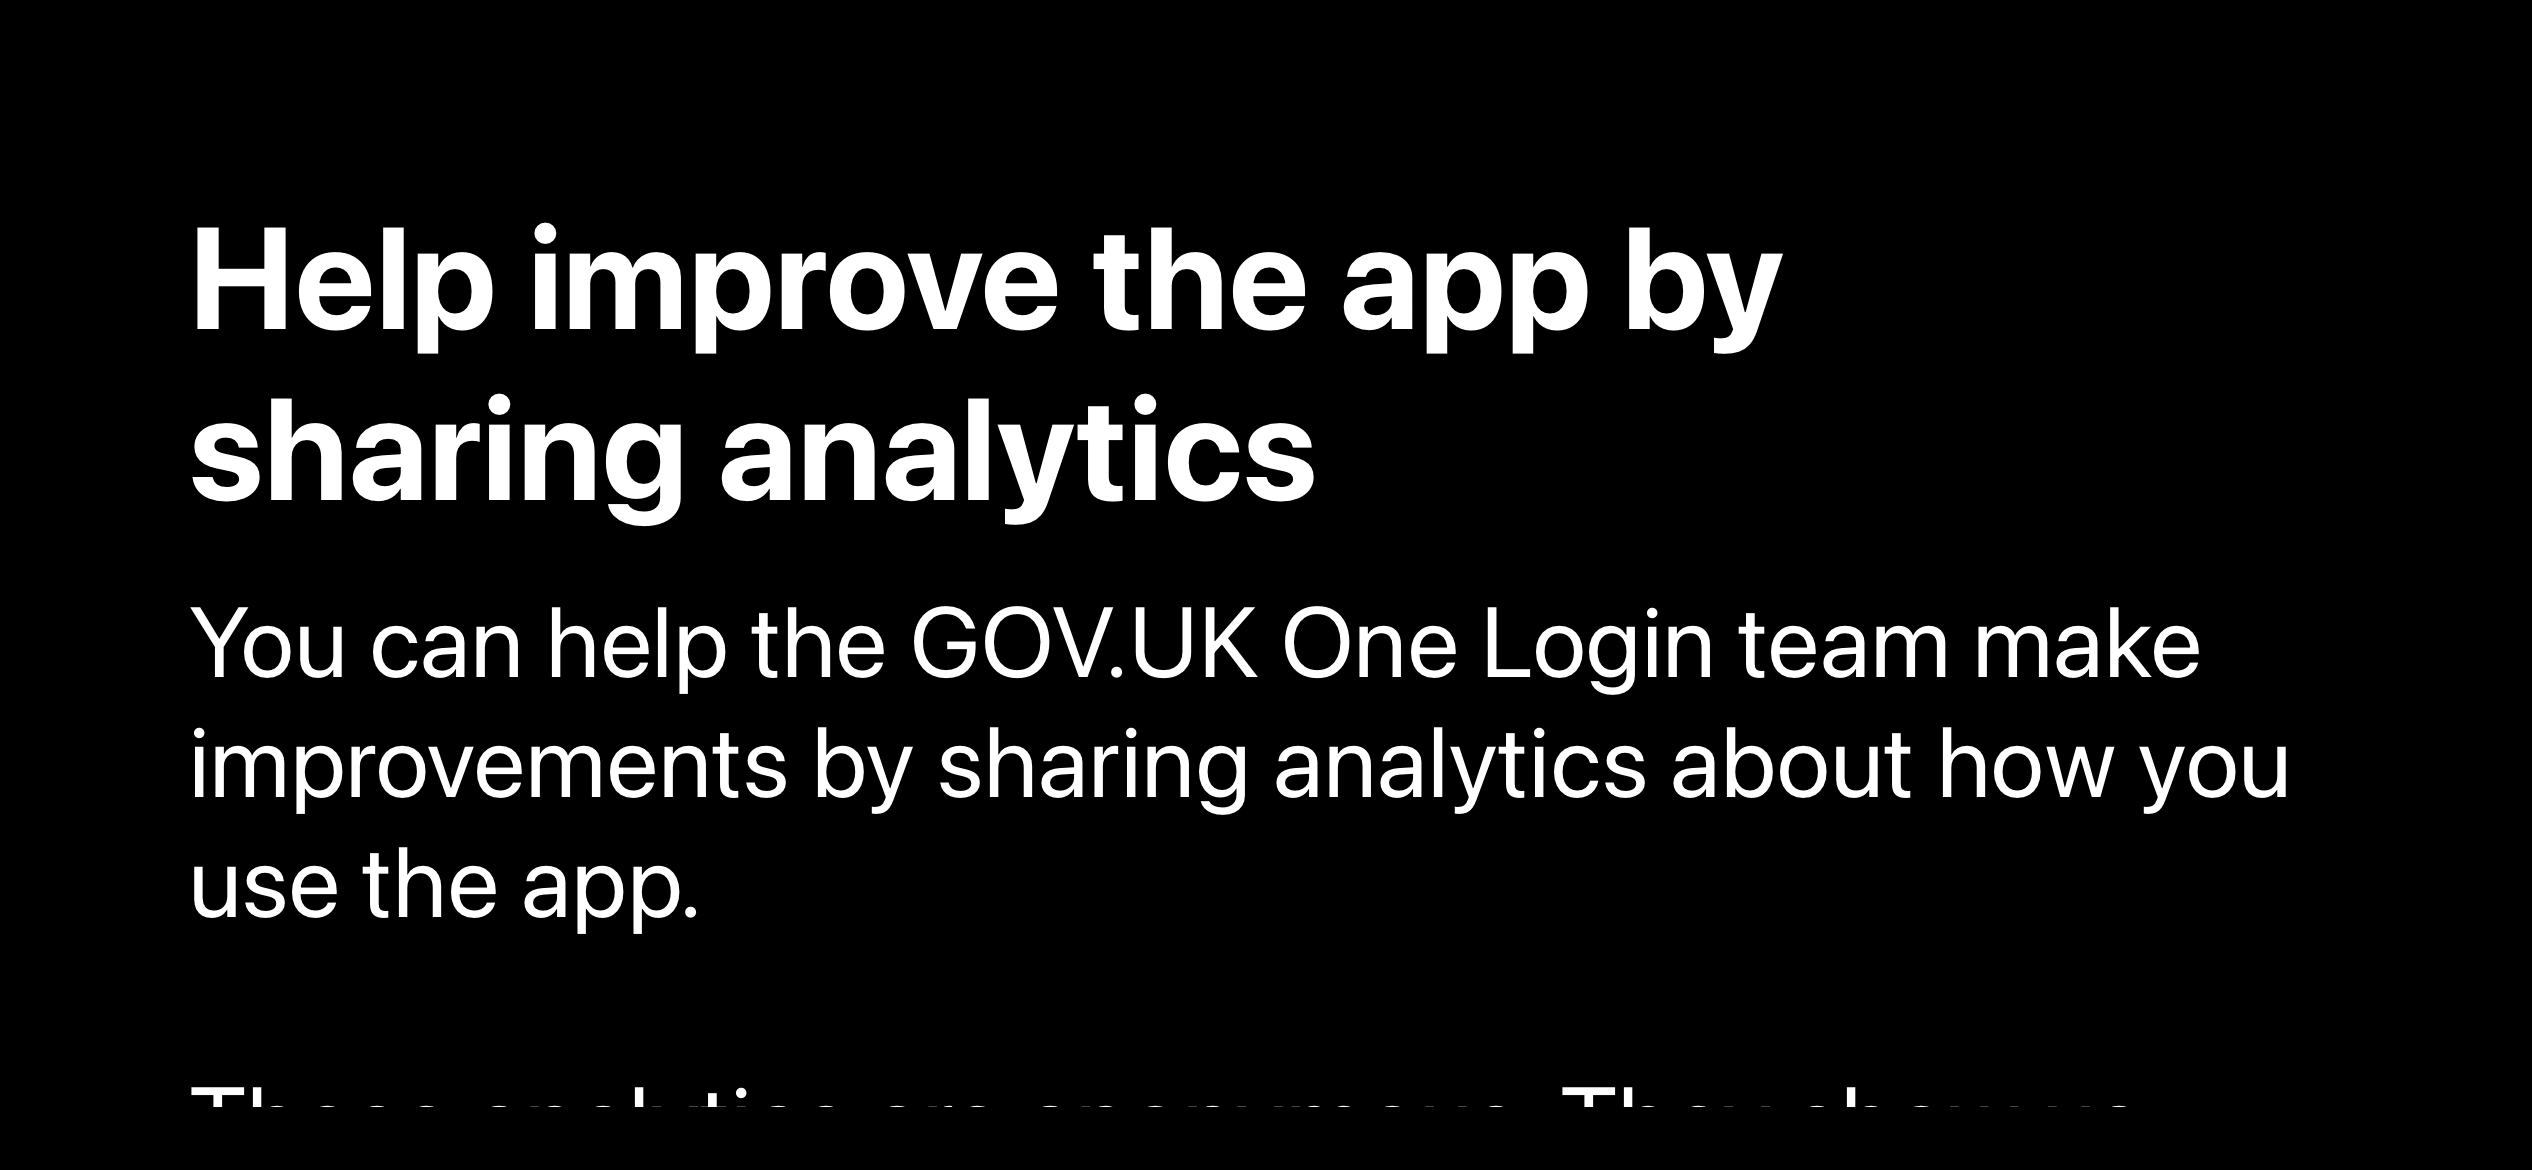 Help improve the app by
sharing analytics
You can help the GOV.UK One Login team make
improvements by sharing analytics about how you
use the app.